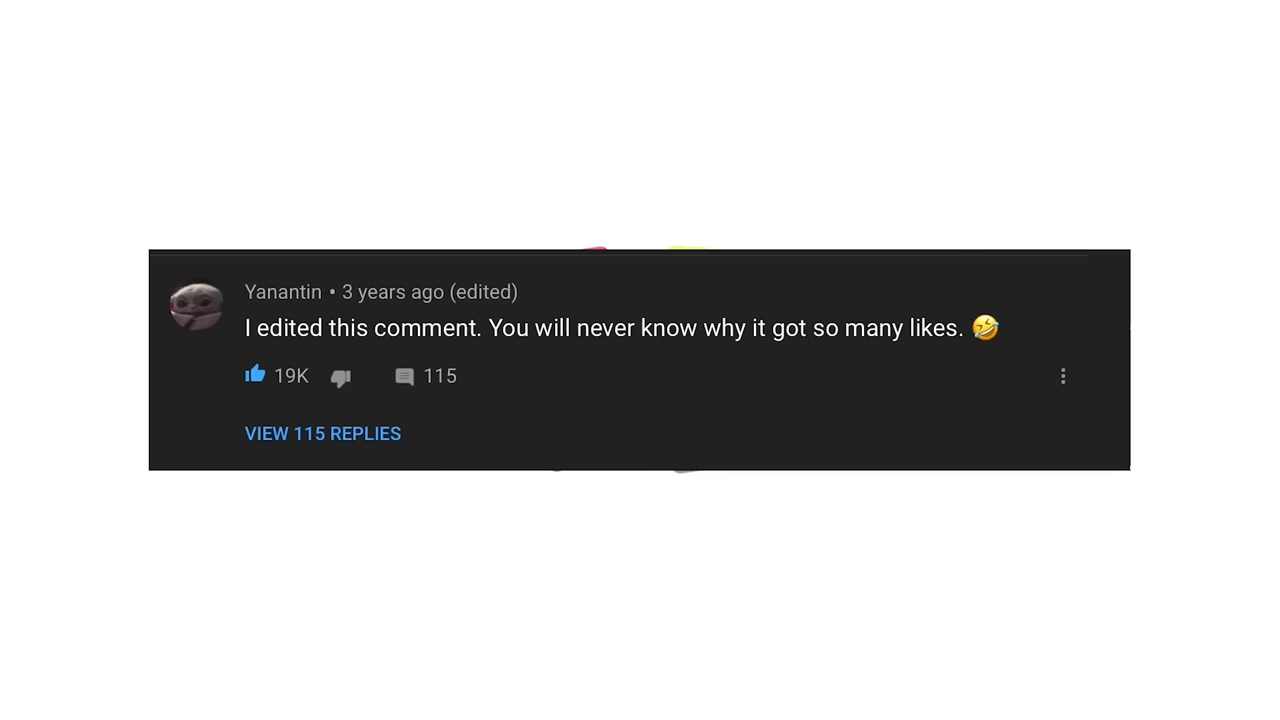 Yanantin • 3 years ago (edited)
I edited this comment. You will never know why it got so many likes. 🤣
19K 115
VIEW 115 REPLIES